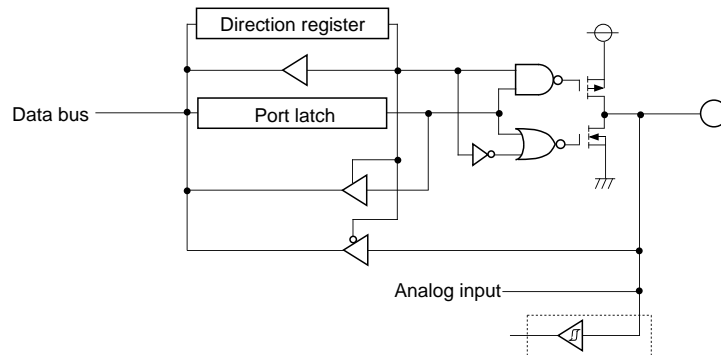 Direction register
Data bus
Port latch
Analog input